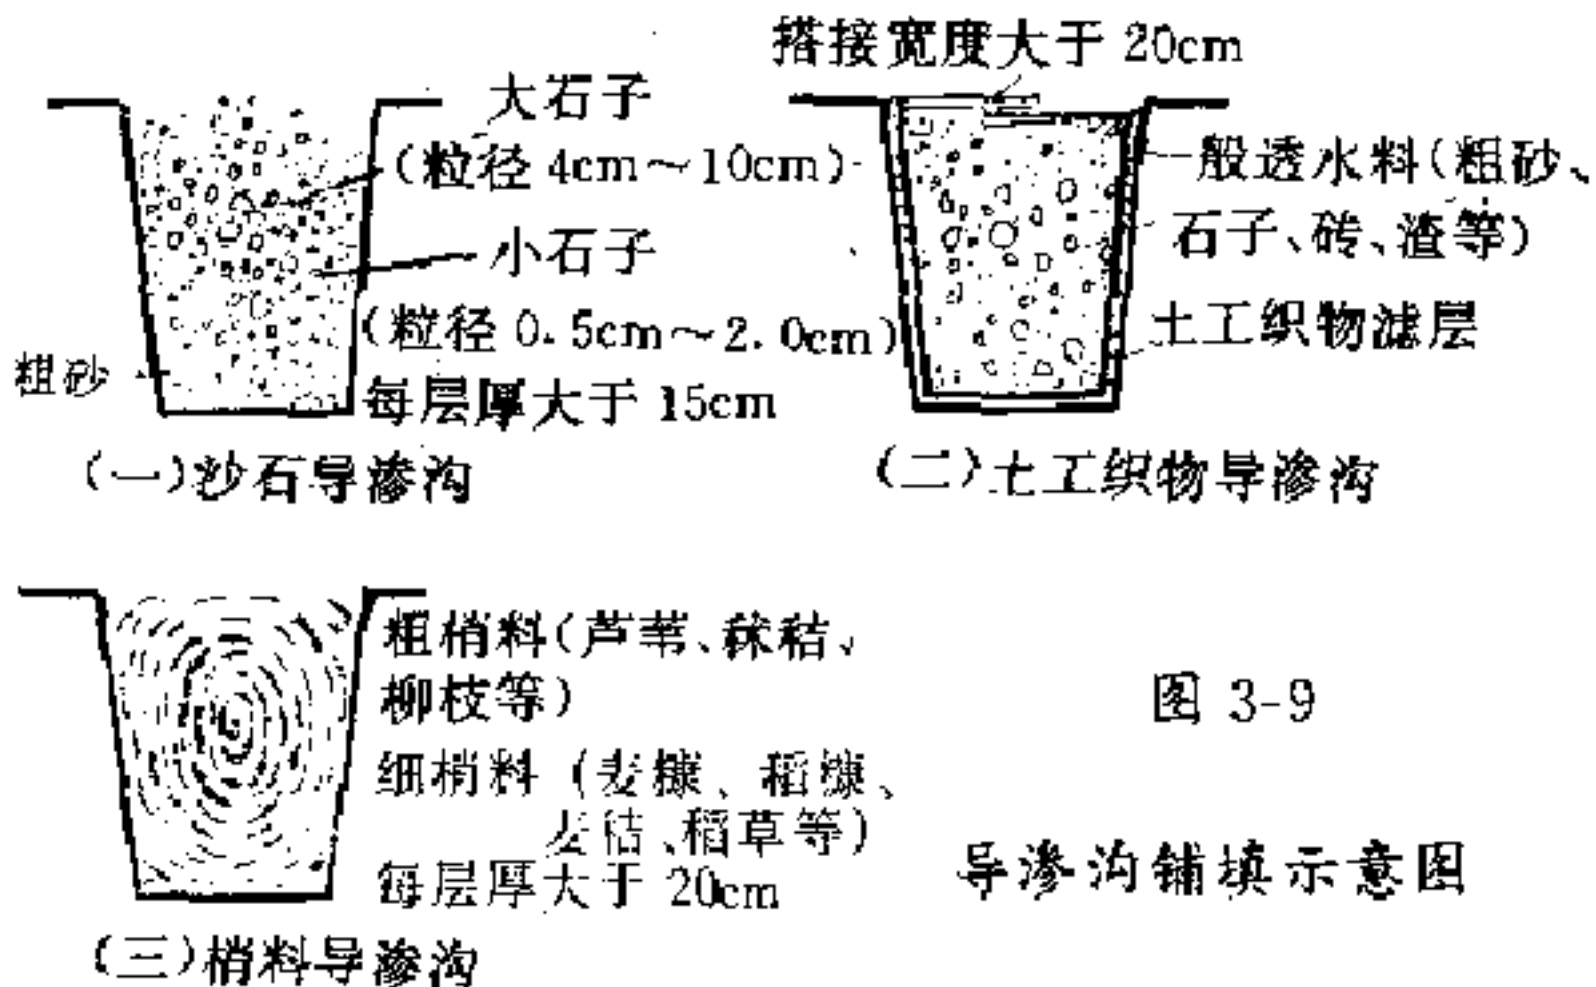 大石子
(粒径 4cm～10cm)
小石子
(粒径 0.5cm～2.0cm)
粗砂
每层厚大于 15cm
(一)沙石导渗沟
搭接宽度大于 20cm
一般透水料(粗砂、
石子、砖、渣等)
土工织物滤层
(二)土工织物导渗沟
粗梢料(芦苇、秣秸、
柳枝等)
细梢料(麦糠、稻糠、
麦秸、稻草等)
每层厚大于 20cm
(三)梢料导渗沟
图 3-9
导渗沟铺填示意图